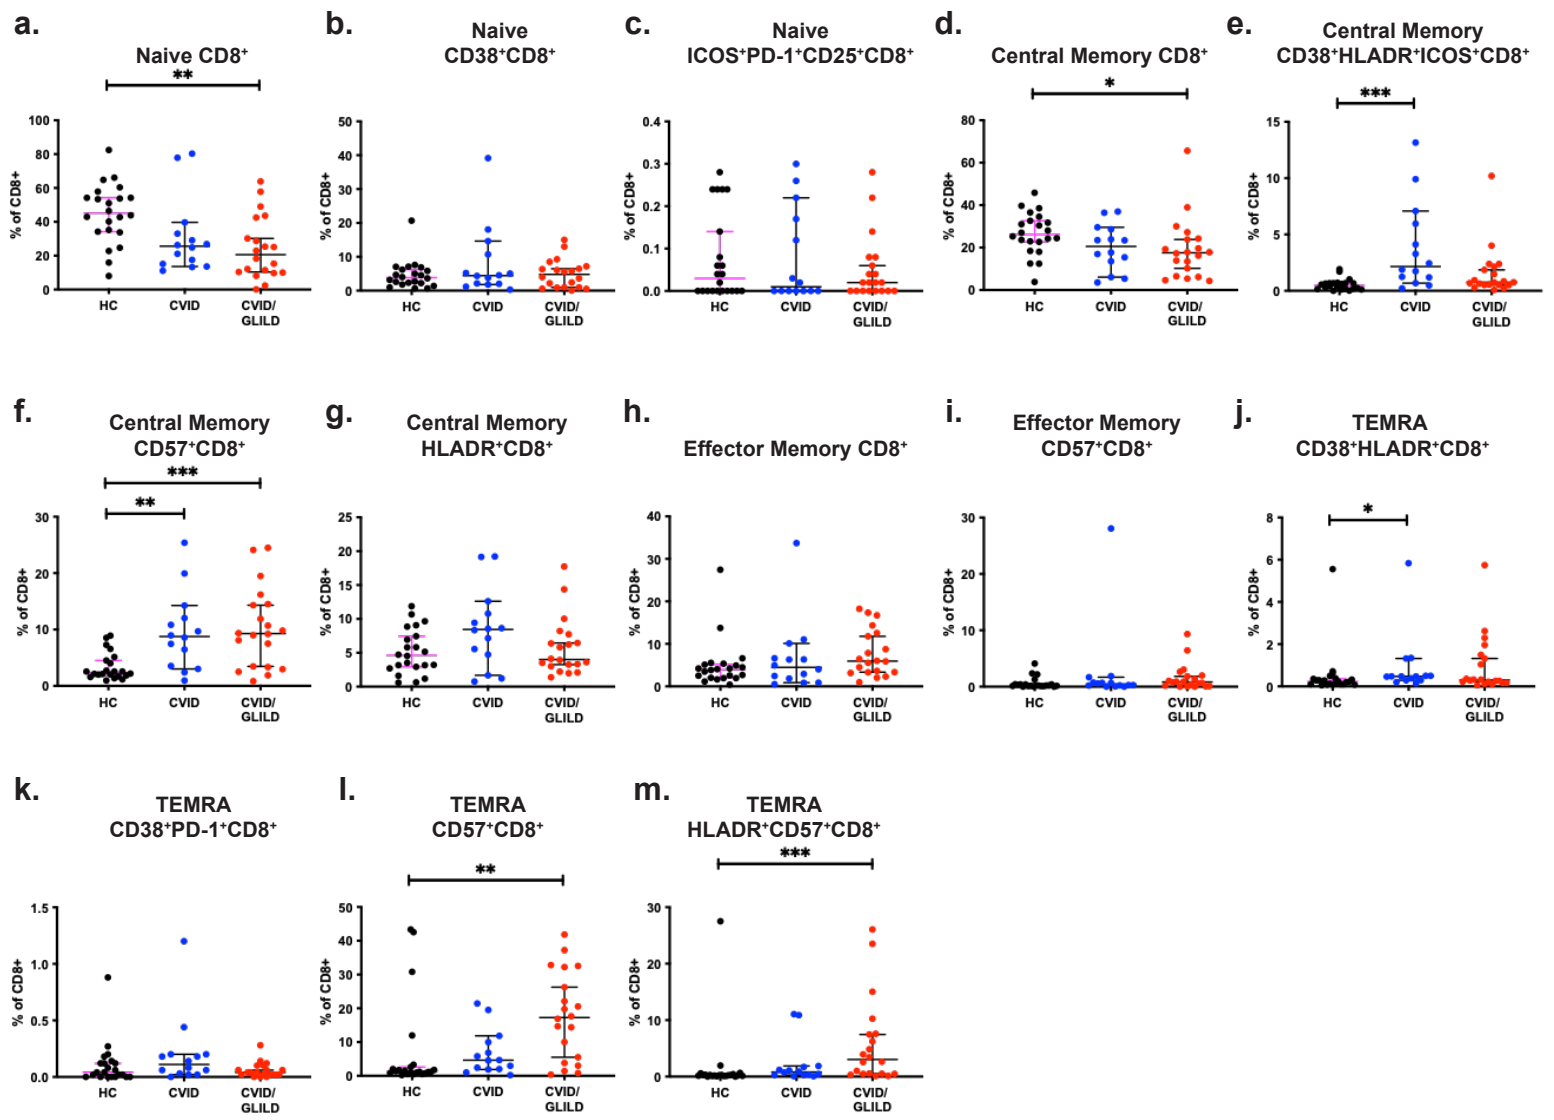 a.
Naive CD8+
**
% of CD8+
100
80
60
40
20
0
HC
CVID
CVID/
GLILD
b.
Naive
CD38+CD8+
% of CD8+
50
40
30
20
10
0
HC
CVID
CVID/
GLILD
c.
Naive
ICOS+PD-1+CD25+CD8+
% of CD8+
0.4
0.3
0.2
0.1
0.0
HC
CVID
CVID/
GLILD
d.
Central Memory CD8+
*
% of CD8+
80
60
40
20
0
HC
CVID
CVID/
GLILD
e.
Central Memory
CD38+HLADR+ICOS+CD8+
***
% of CD8+
15
10
5
0
HC
CVID
CVID/
GLILD
f.
Central Memory
CD57+CD8+
***
**
% of CD8+
30
20
10
0
HC
CVID
CVID/
GLILD
g.
Central Memory
HLADR+CD8+
% of CD8+
25
20
15
10
5
0
HC
CVID
CVID/
GLILD
h.
Effector Memory CD8+
% of CD8+
40
30
20
10
0
HC
CVID
CVID/
GLILD
i.
Effector Memory
CD57+CD8+
% of CD8+
30
20
10
0
HC
CVID
CVID/
GLILD
j.
TEMRA
CD38+HLADR+CD8+
*
% of CD8+
8
6
4
2
0
HC
CVID
CVID/
GLILD
k.
TEMRA
CD38+PD-1+CD8+
% of CD8+
1.5
1.0
0.5
0.0
HC
CVID
CVID/
GLILD
l.
TEMRA
CD57+CD8+
**
% of CD8+
50
40
30
20
10
0
HC
CVID
CVID/
GLILD
m.
TEMRA
HLADR+CD57+CD8+
***
% of CD8+
30
20
10
0
HC
CVID
CVID/
GLILD